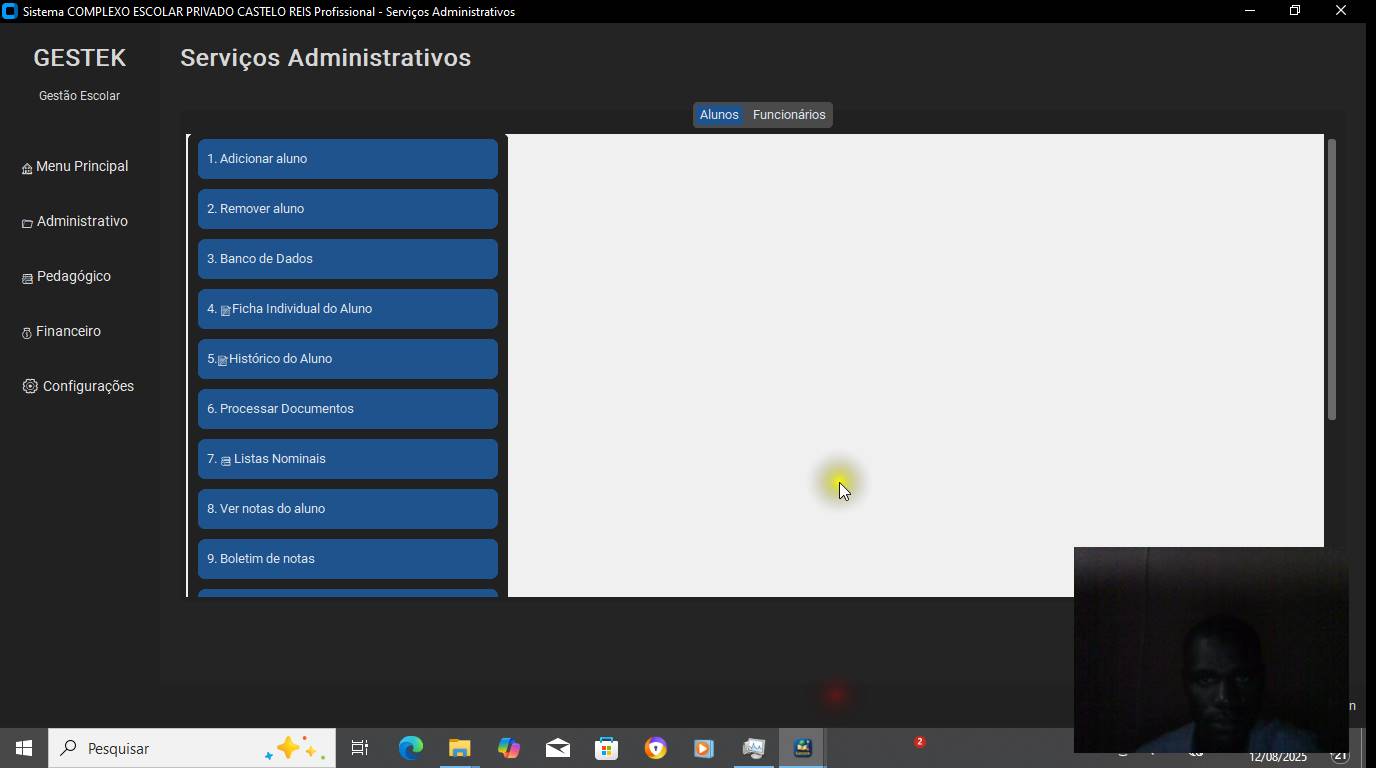 Sistema COMPLEXO ESCOLAR PRIVADO CASTELO REIS Profissional - Serviços Administrativos
GESTEK
Gestão Escolar
Menu Principal
Administrativo
Pedagógico
Financeiro
Configurações
Serviços Administrativos
Alunos Funcionários
1. Adicionar aluno
2. Remover aluno
3. Banco de Dados
4. Ficha Individual do Aluno
5. Histórico do Aluno
6. Processar Documentos
7. Listas Nominais
8. Ver notas do aluno
9. Boletim de notas
Pesquisar
2
12/08/2025
21